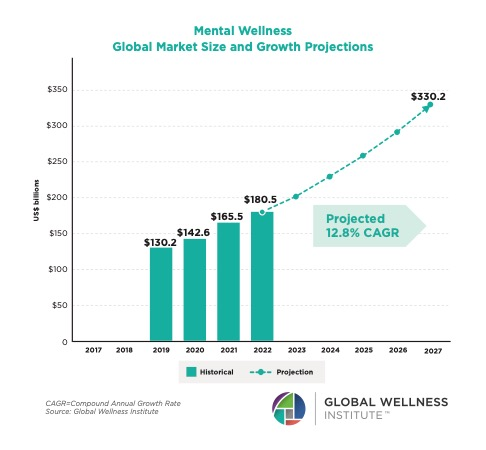 Mental Wellness
Global Market Size and Growth Projections
US$ billions
$350
$300
$250
$200
$150
$100
$50
0
$130.2
$142.6
$165.5
$180.5
$330.2
Projected
12.8% CAGR
2017 2018 2019 2020 2021 2022 2023 2024 2025 2026 2027
Historical Projection
CAGR=Compound Annual Growth Rate
Source: Global Wellness Institute
GLOBAL WELLNESS
INSTITUTE™